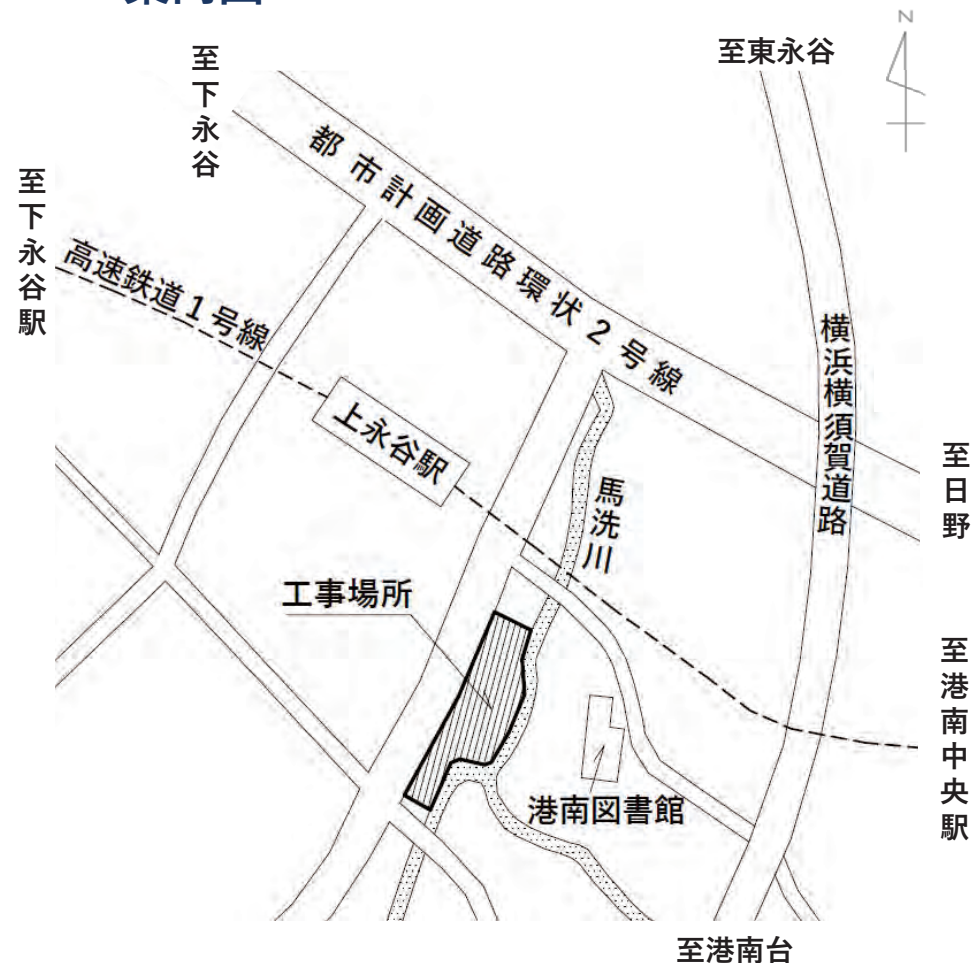 案内図
N
至東永谷
至下永谷
至下永谷駅
都市計画道路環状2号線
高速鉄道1号線
横浜横須賀道路
上永谷駅
至日野
馬洗川
工事場所
至港南中央駅
港南図書館
至港南台